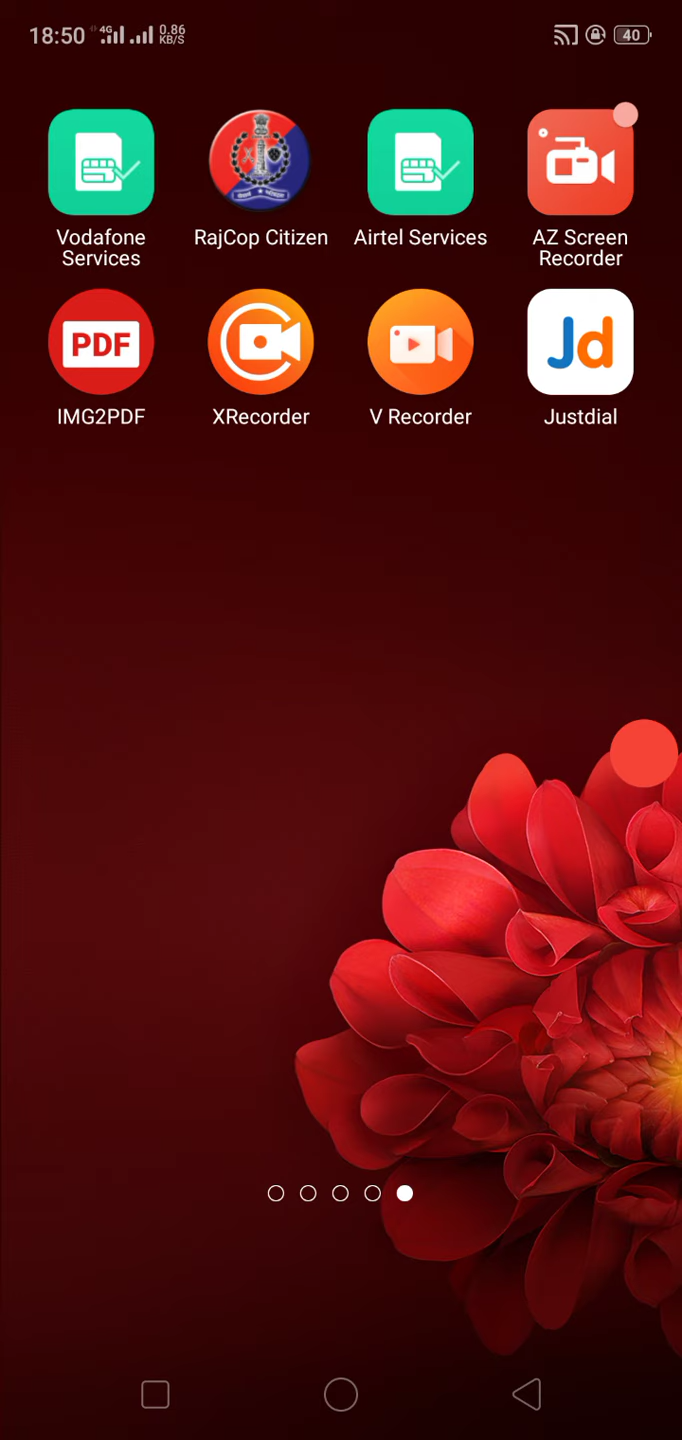 18:50 4G 0.86 KB/S 40
Vodafone Services
RajCop Citizen
Airtel Services
AZ Screen Recorder
PDF
IMG2PDF
XRecorder
V Recorder
Jd
Justdial